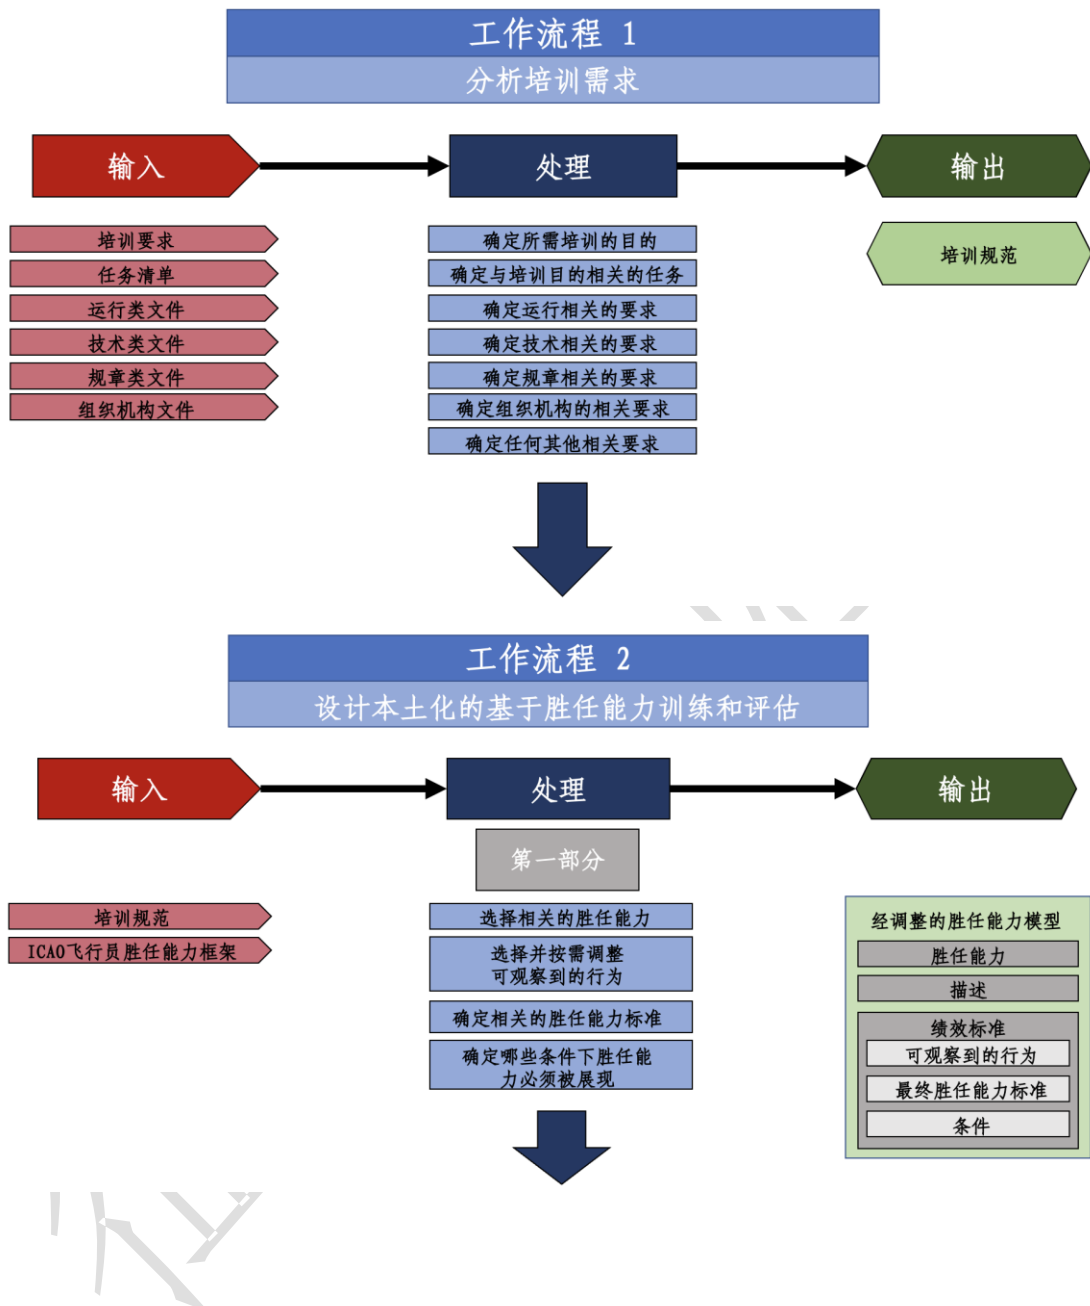 工作流程 1
分析培训需求
输入
处理
输出
培训要求
任务清单
运行类文件
技术类文件
规章类文件
组织机构文件
确定所需培训的目的
确定与培训目的相关的任务
确定运行相关的要求
确定技术相关的要求
确定规章相关的要求
确定组织机构的相关要求
确定任何其他相关要求
培训规范
工作流程 2
设计本土化的基于胜任能力训练和评估
输入
处理
输出
第一部分
培训规范
ICAO飞行员胜任能力框架
选择相关的胜任能力
选择并按需调整
可观察到的行为
确定相关的胜任能力标准
确定哪些条件下胜任能
力必须被展现
经调整的胜任能力模型
胜任能力
描述
绩效标准
可观察到的行为
最终胜任能力标准
条件